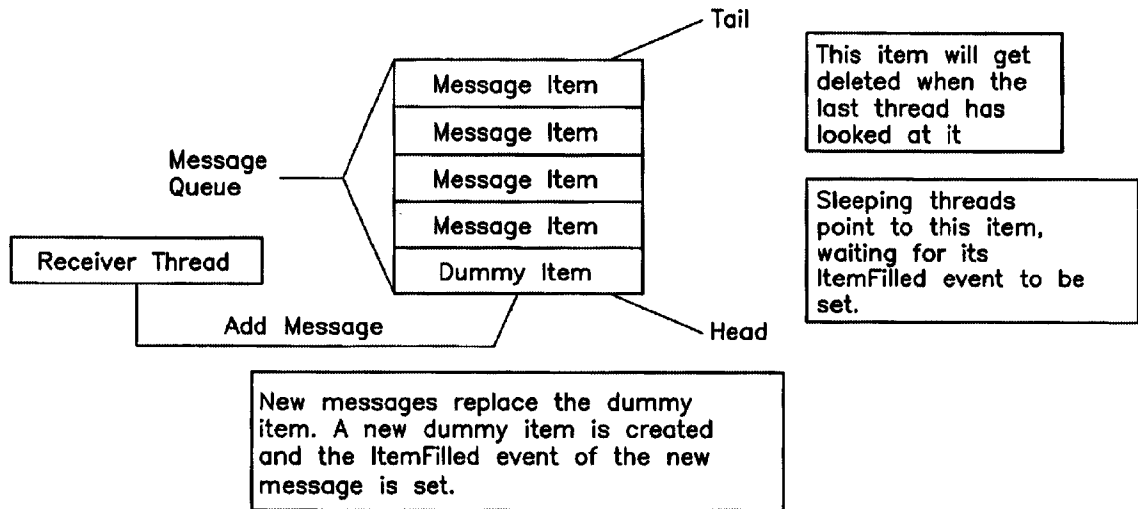 Tail
Message Item
Message Item
Message Item
Message Item
Dummy Item
Message
Queue
Receiver Thread
Add Message
Head
This item will get
deleted when the
last thread has
looked at it
Sleeping threads
point to this item,
waiting for its
ItemFilled event to be
set.
New messages replace the dummy
item. A new dummy item is created
and the ItemFilled event of the new
message is set.